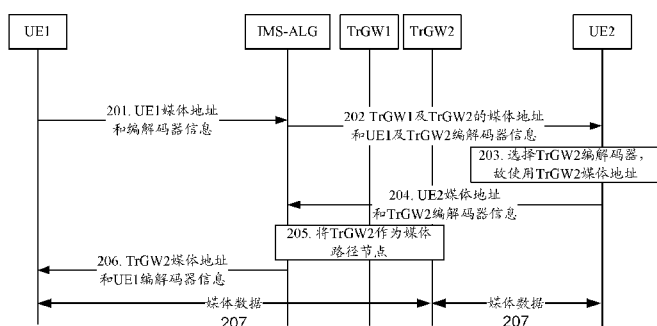 UE1
IMS-ALG
TrGW1
TrGW2
UE2
201. UE1媒体地址
和编解码器信息
202 TrGW1及TrGW2的媒体地址
和UE1及TrGW2编解码器信息
203. 选择TrGW2编解码器，
故使用TrGW2媒体地址
204. UE2媒体地址
和TrGW2编解码器信息
205. 将TrGW2作为媒体
路径节点
206. TrGW2媒体地址
和UE1编解码器信息
媒体数据
媒体数据
207
207